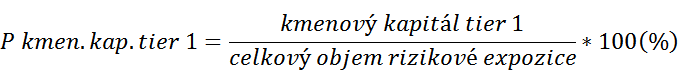 P kmen. kap. tier 1 = kmenový kapitál tier 1 / celkový objem rizikové expozice * 100(%)